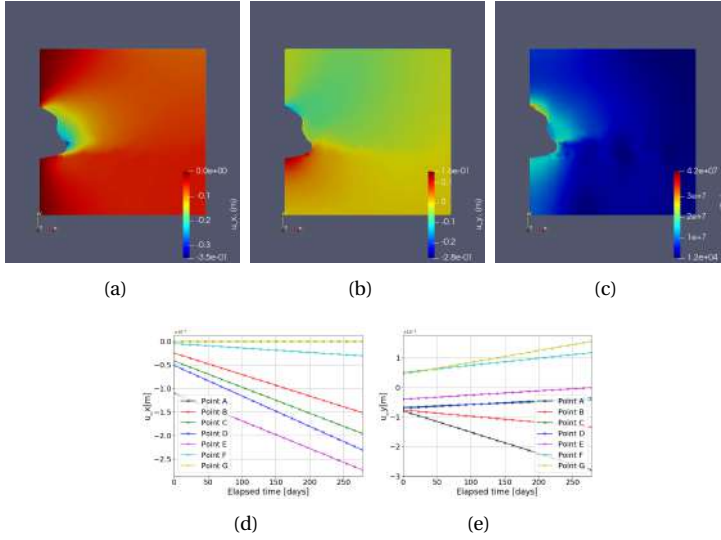 0.0e+00
-0.1
-0.2
-0.3
-3.5e-01
u_x, (m)
1.6e-01
0.1
-0.1
-0.2
-2.8e-01
u_y, (m)
4.2e+07
3e+7
2e+7
1e+7
1.2e+04
(a)
(b)
(c)
0.0
−0.5
−1.0
−1.5
−2.0
−2.5
u_x[m]
Point A
Point B
Point C
Point D
Point E
Point F
Point G
0 50 100 150 200 250
Elapsed time [days]
1
0
−1
−2
−3
u_y[m]
Point A
Point B
Point C
Point D
Point E
Point F
Point G
0 50 100 150 200 250
Elapsed time [days]
(d)
(e)